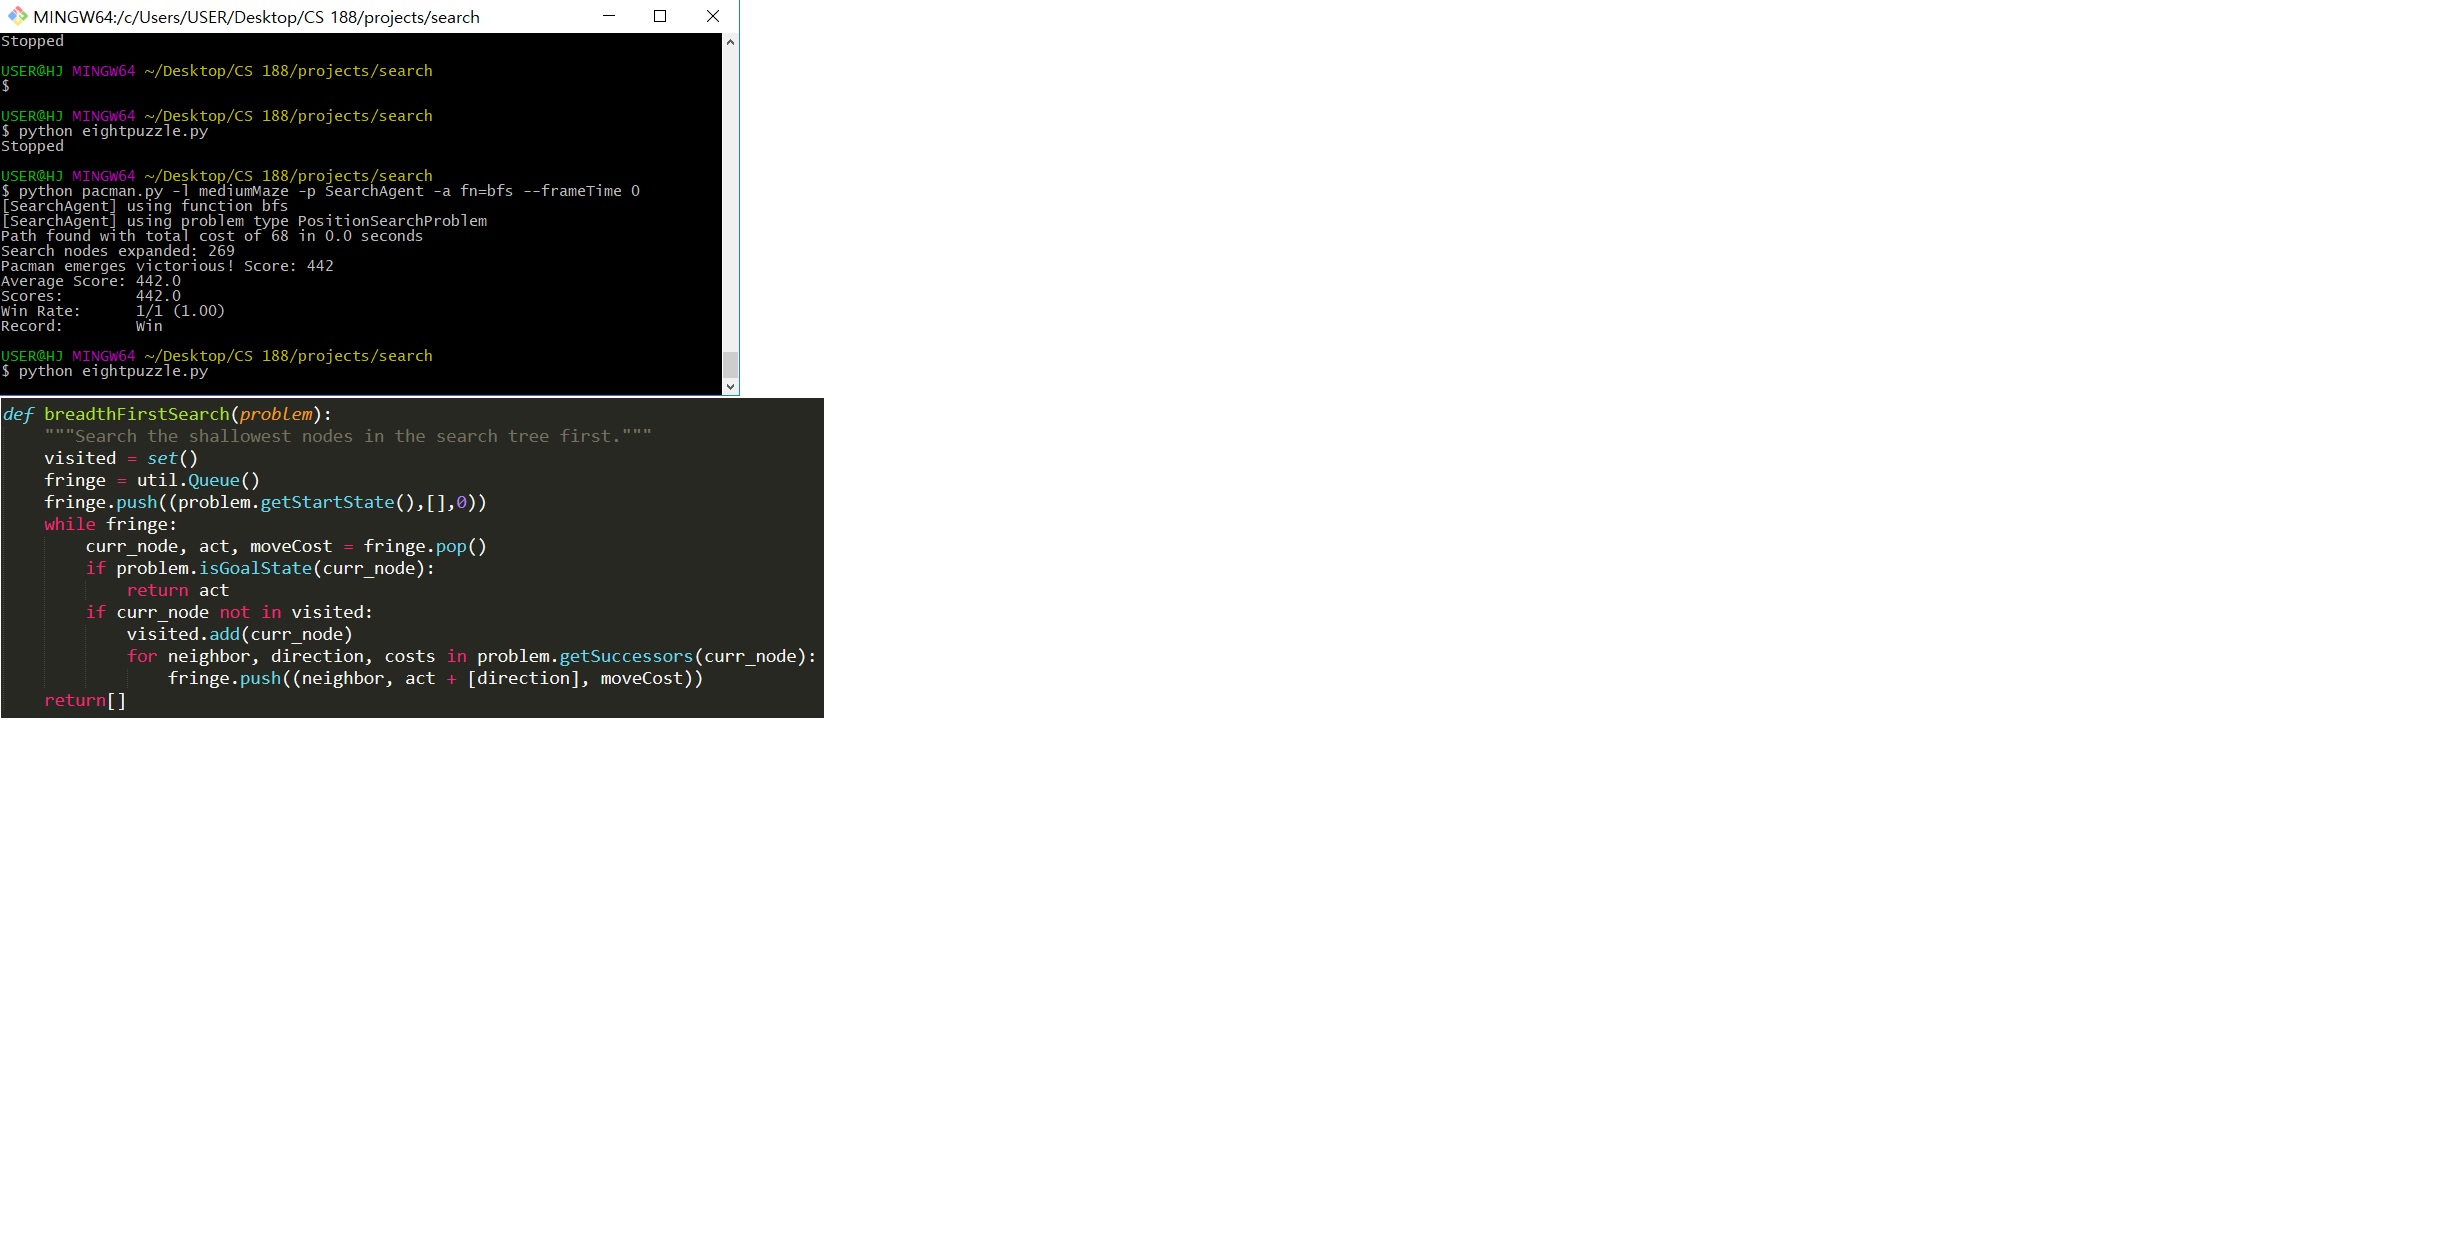 MINGW64:/c/Users/USER/Desktop/CS 188/projects/search
Stopped
USER@HJ MINGW64 ~/Desktop/CS 188/projects/search
$
USER@HJ MINGW64 ~/Desktop/CS 188/projects/search
$ python eightpuzzle.py
Stopped
USER@HJ MINGW64 ~/Desktop/CS 188/projects/search
$ python pacman.py -l mediumMaze -p SearchAgent -a fn=bfs --frameTime 0
[SearchAgent] using function bfs
[SearchAgent] using problem type PositionSearchProblem
Path found with total cost of 68 in 0.0 seconds
Search nodes expanded: 269
Pacman emerges victorious! Score: 442
Average Score: 442.0
Scores:        442.0
Win Rate:      1/1 (1.00)
Record:        Win
USER@HJ MINGW64 ~/Desktop/CS 188/projects/search
$ python eightpuzzle.py
def breadthFirstSearch(problem):
    """Search the shallowest nodes in the search tree first."""
    visited = set()
    fringe = util.Queue()
    fringe.push((problem.getStartState(),[],0))
    while fringe:
        curr_node, act, moveCost = fringe.pop()
        if problem.isGoalState(curr_node):
            return act
        if curr_node not in visited:
            visited.add(curr_node)
            for neighbor, direction, costs in problem.getSuccessors(curr_node):
                fringe.push((neighbor, act + [direction], moveCost))
    return[]